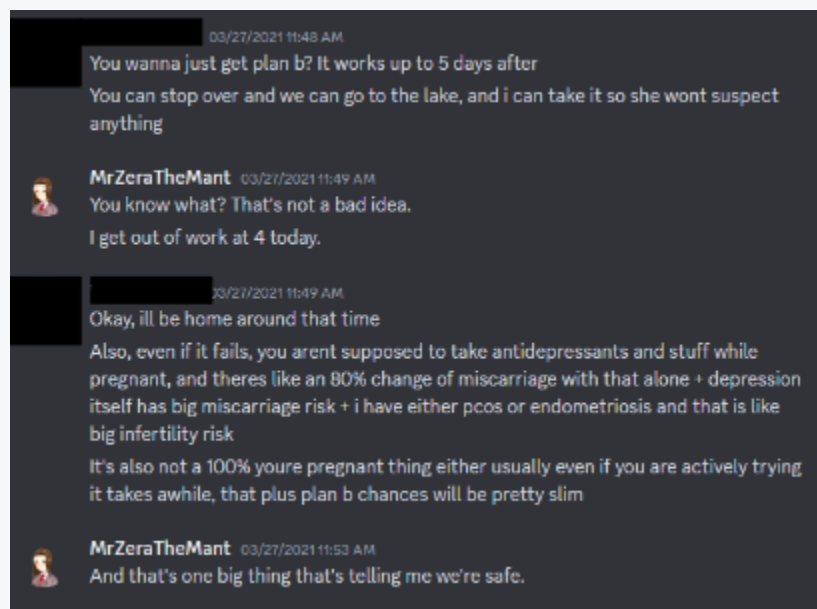 03/27/2021 11:48 AM
You wanna just get plan b? It works up to 5 days after
You can stop over and we can go to the lake, and i can take it so she wont suspect
anything
MrZeraTheMant 03/27/2021 11:49 AM
You know what? That's not a bad idea.
I get out of work at 4 today.
03/27/2021 11:49 AM
Okay, ill be home around that time
Also, even if it fails, you arent supposed to take antidepressants and stuff while
pregnant, and theres like an 80% change of miscarriage with that alone + depression
itself has big miscarriage risk + i have either pcos or endometriosis and that is like
big infertility risk
It's also not a 100% youre pregnant thing either usually even if you are actively trying
it takes awhile, that plus plan b chances will be pretty slim
MrZeraTheMant 03/27/2021 11:53 AM
And that's one big thing that's telling me we're safe.